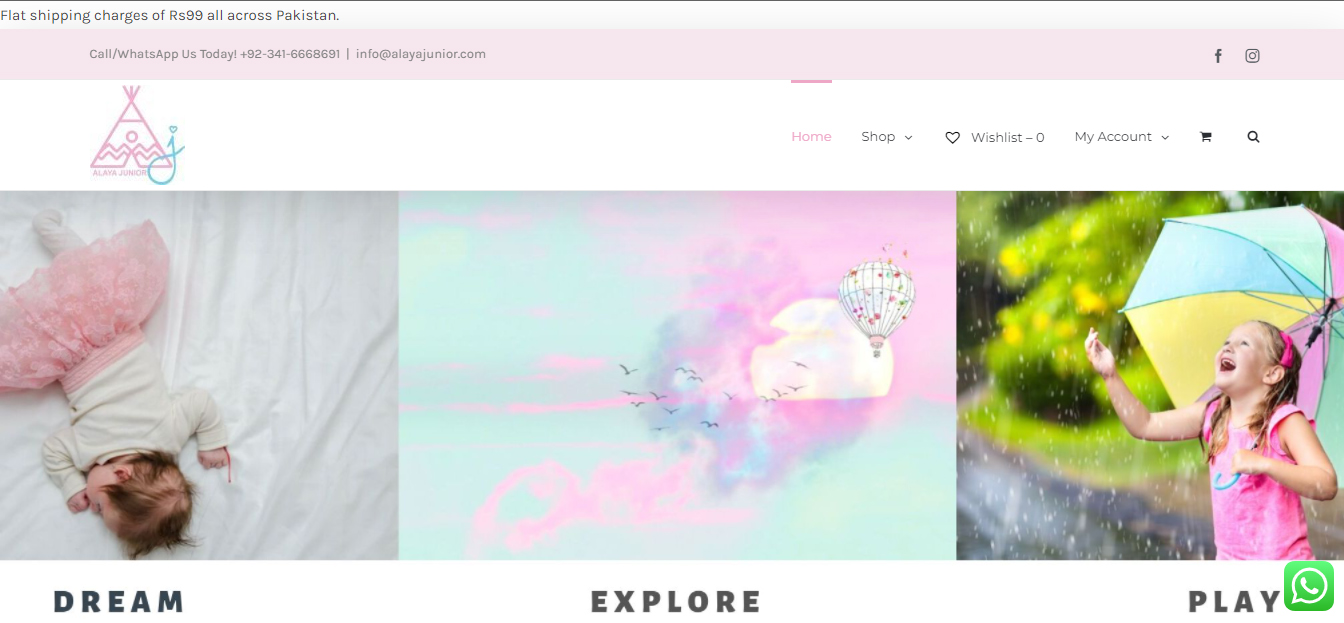 Flat shipping charges of Rs99 all across Pakistan.
Call/WhatsApp Us Today! +92-341-6668691 | info@alayajunior.com
ALAYA JUNIOR
j
Home Shop Wishlist – 0 My Account
DREAM EXPLORE PLAY